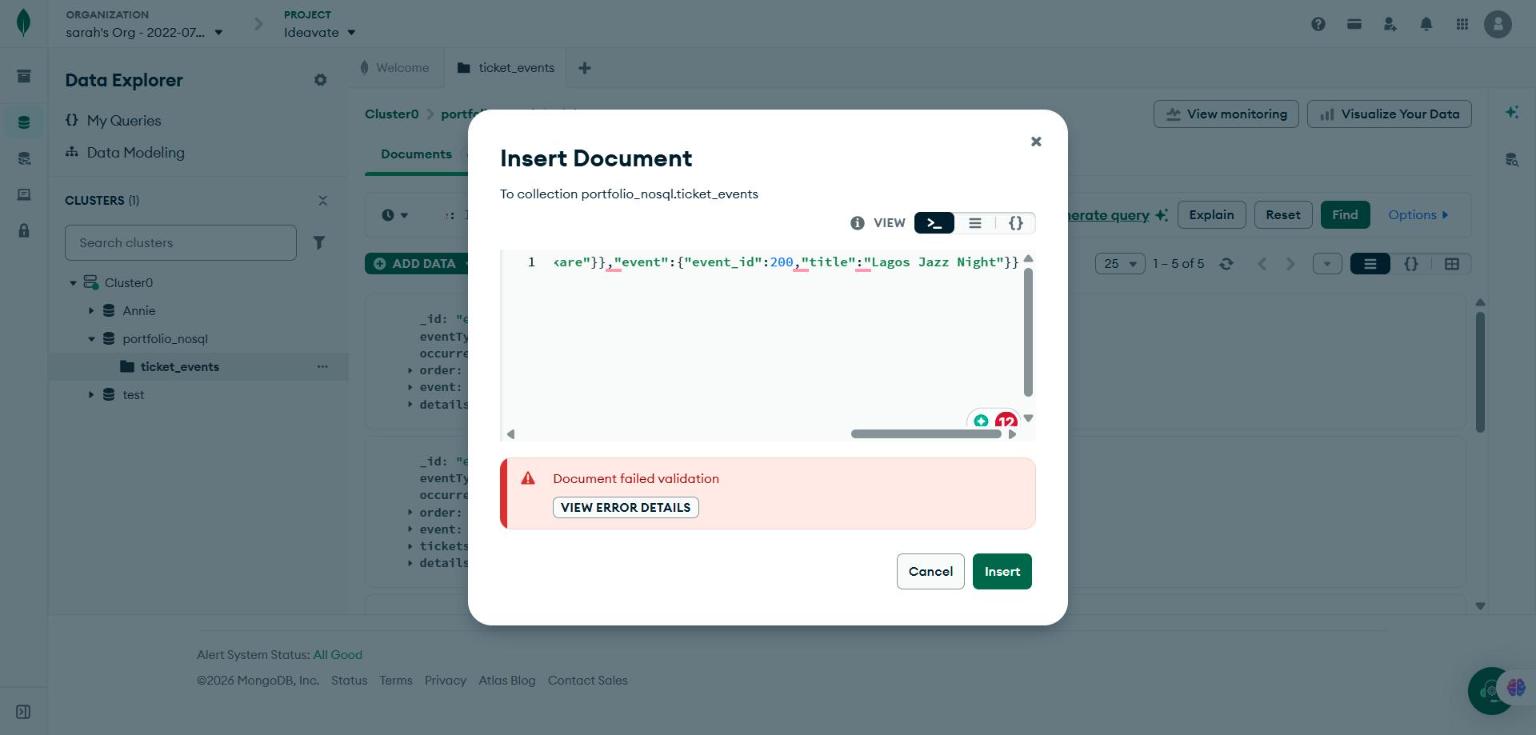 ORGANIZATION
sarah's Org - 2022-07...
PROJECT
Ideavate
Data Explorer
My Queries
Data Modeling
CLUSTERS (1)
Search clusters
Cluster0
Annie
portfolio_nosql
ticket_events
test
Welcome
ticket_events
Cluster0
View monitoring
Visualize Your Data
Documents
Explain
Reset
Find
Options
ADD DATA
25
1 – 5 of 5
Insert Document
To collection portfolio_nosql.ticket_events
VIEW
1 are"}},"event":{"event_id":200,"title":"Lagos Jazz Night"}}
12
Document failed validation
VIEW ERROR DETAILS
Cancel
Insert
_id: "e
eventTy
occurre
order:
event:
details
_id: "e
eventTy
occurre
order:
event:
tickets
details
Alert System Status: All Good
©2026 MongoDB, Inc. Status Terms Privacy Atlas Blog Contact Sales